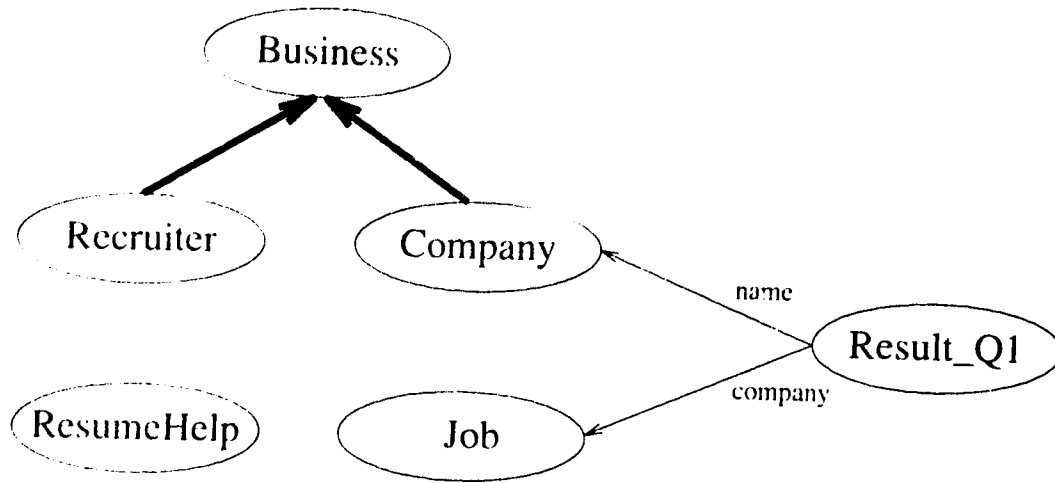 Business
Recruiter
Company
name
Result_Q1
company
ResumeHelp
Job